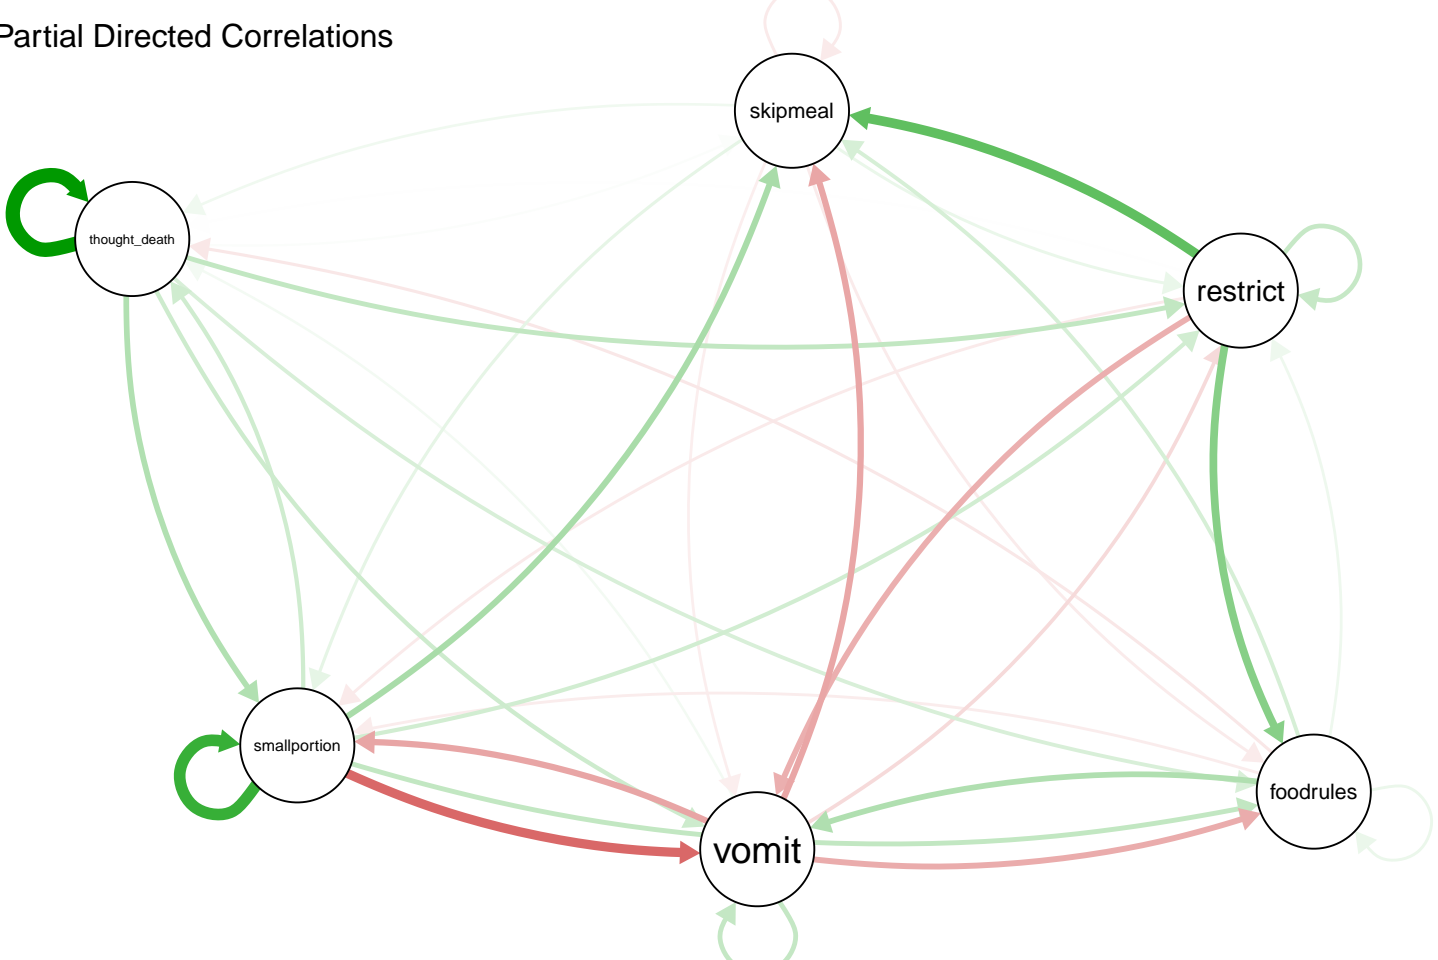 Partial Directed Correlations
skipmeal
thought_death
restrict
smallportion
foodrules
vomit